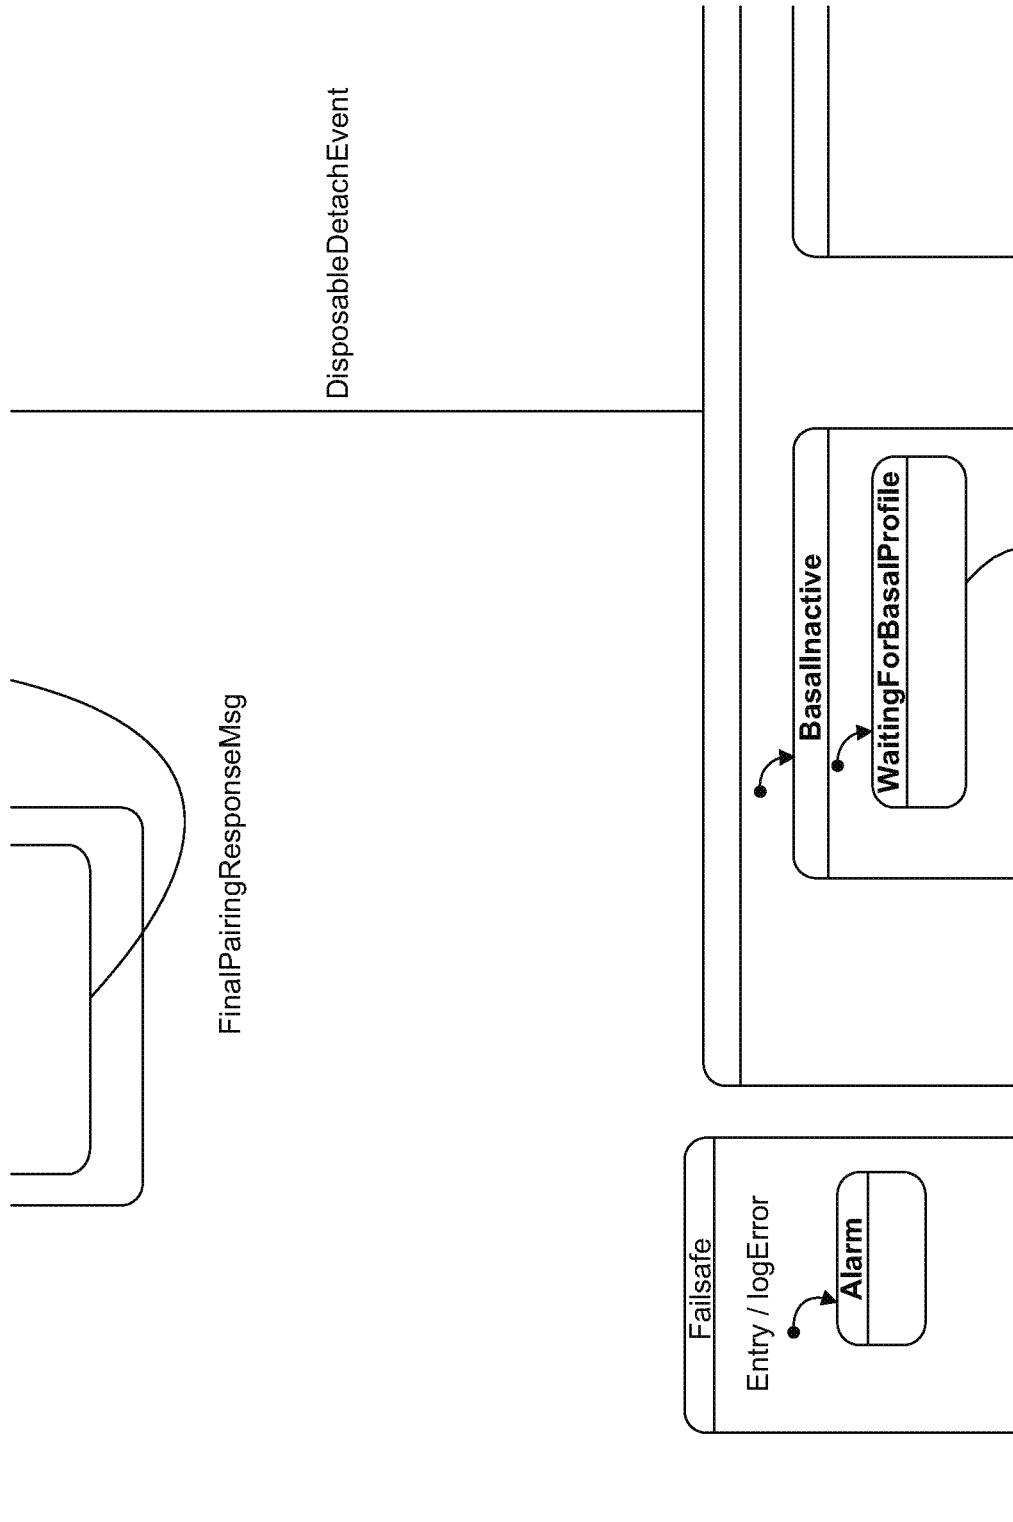 FinalPairingResponseMsg
DisposableDetachEvent
Failsafe
Entry / logError
Alarm
BasalInactive
WaitingForBasalProfile